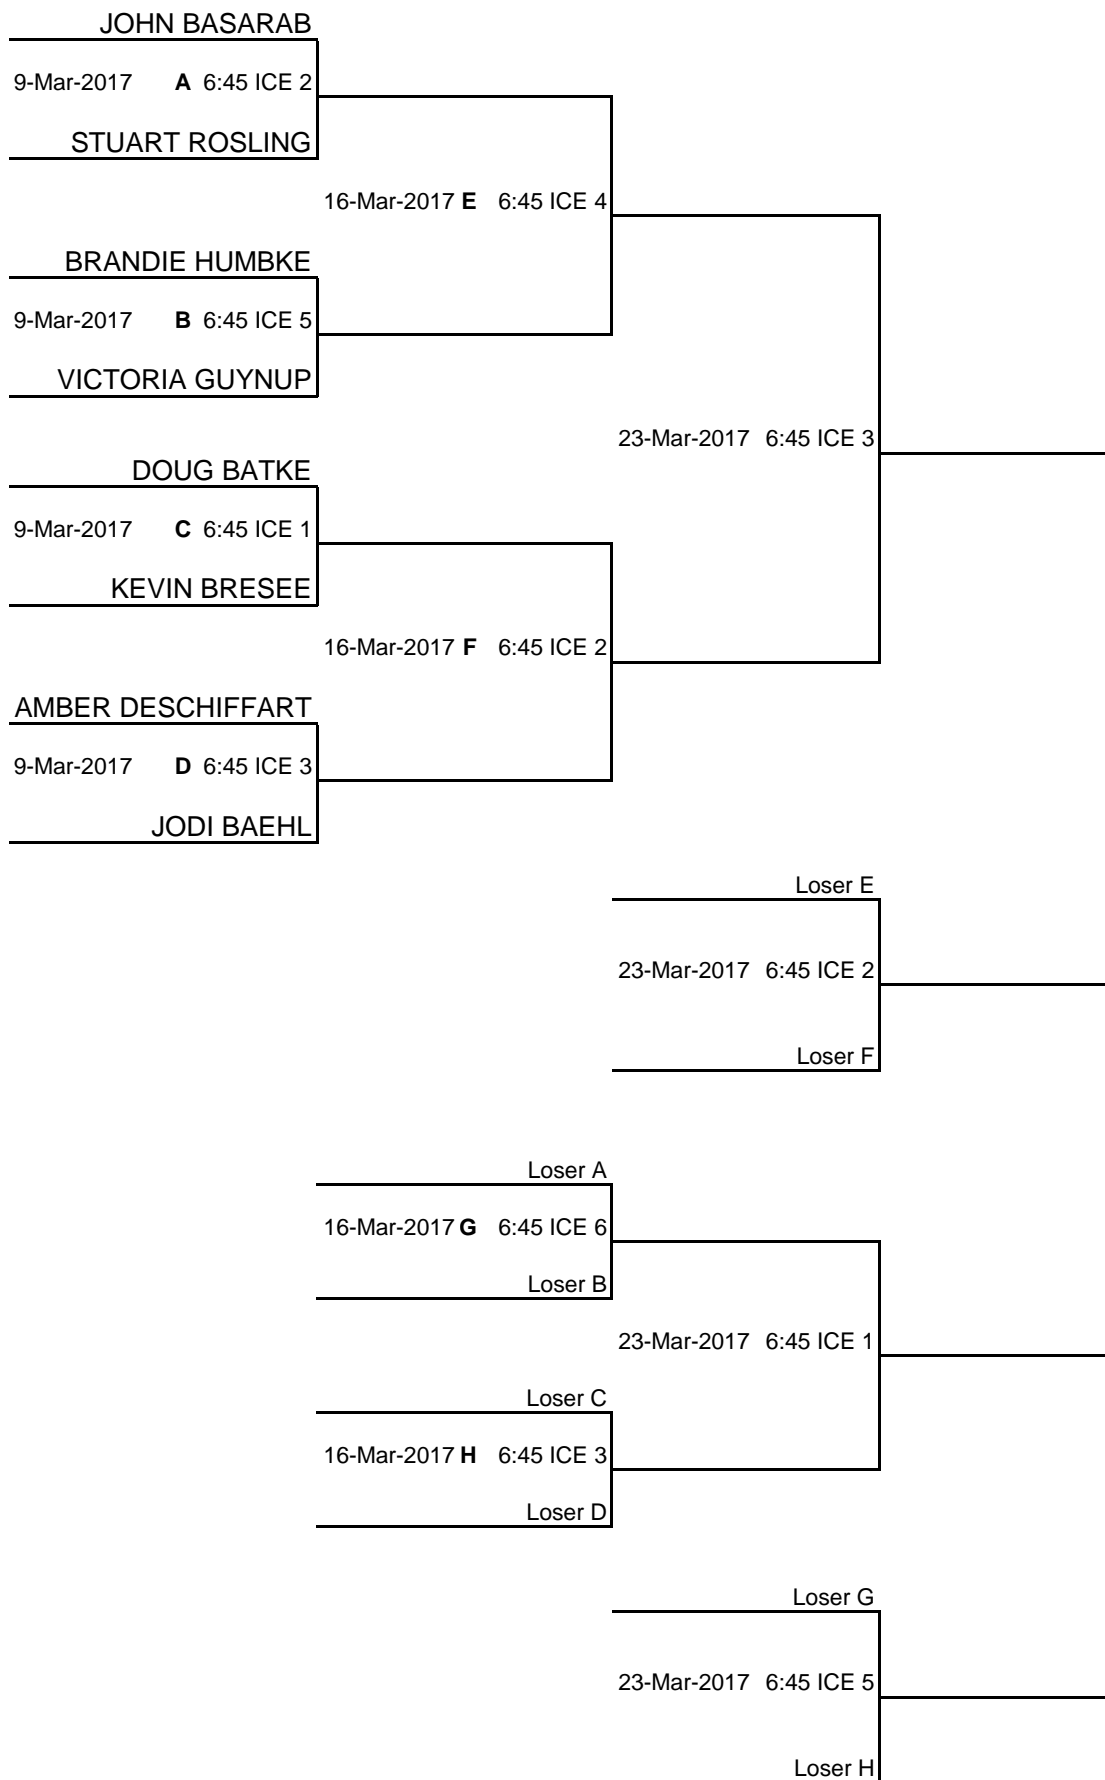 JOHN BASARAB
9-Mar-2017 A 6:45 ICE 2
STUART ROSLING
16-Mar-2017 E 6:45 ICE 4
BRANDIE HUMBKE
9-Mar-2017 B 6:45 ICE 5
VICTORIA GUYNUP
23-Mar-2017 6:45 ICE 3
DOUG BATKE
9-Mar-2017 C 6:45 ICE 1
KEVIN BRESEE
16-Mar-2017 F 6:45 ICE 2
AMBER DESCHIFFART
9-Mar-2017 D 6:45 ICE 3
JODI BAEHL
Loser E
23-Mar-2017 6:45 ICE 2
Loser F
Loser A
16-Mar-2017 G 6:45 ICE 6
Loser B
23-Mar-2017 6:45 ICE 1
Loser C
16-Mar-2017 H 6:45 ICE 3
Loser D
Loser G
23-Mar-2017 6:45 ICE 5
Loser H